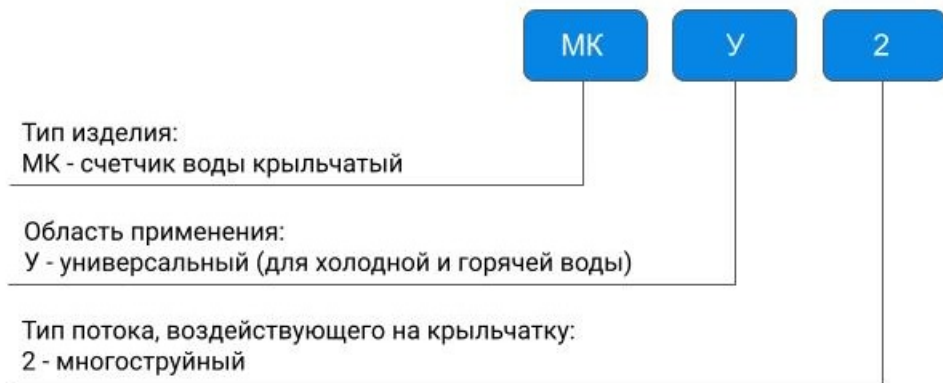 МК У 2
Тип изделия:
МК - счетчик воды крыльчатый
Область применения:
У - универсальный (для холодной и горячей воды)
Тип потока, воздействующего на крыльчатку:
2 - многоструйный